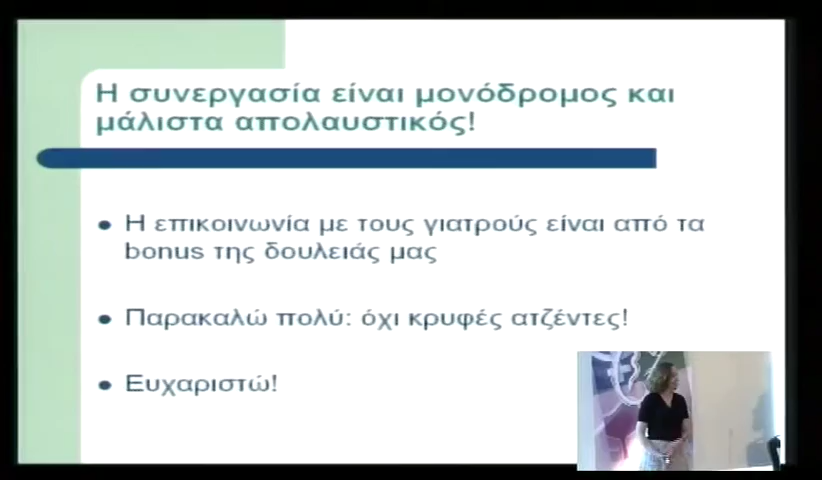 Η συνεργασία είναι μονόδρομος και
μάλιστα απολαυστικός!
Η επικοινωνία με τους γιατρούς είναι από τα
bonus της δουλειάς μας
Παρακαλώ πολύ: όχι κρυφές ατζέντες!
Ευχαριστώ!